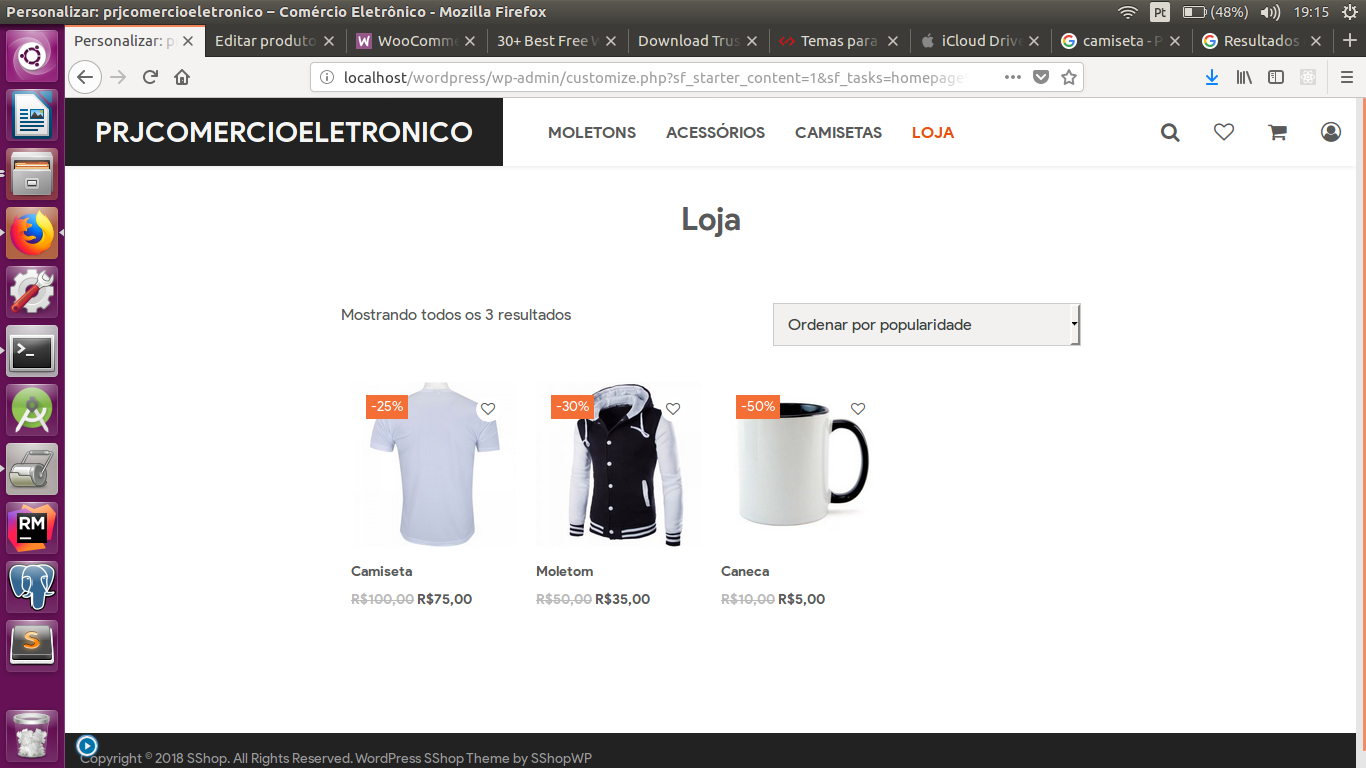 Personalizar: prjcomercioeletronico – Comércio Eletrônico - Mozilla Firefox
Pt
(48%)
19:15
Personalizar: p
Editar produto
WooComme
30+ Best Free W
Download Trus
Temas para
iCloud Drive
camiseta - P
Resultados
localhost/wordpress/wp-admin/customize.php?sf_starter_content=1&sf_tasks=homepage
PRJCOMERCIOELETRONICO
MOLETONS
ACESSÓRIOS
CAMISETAS
LOJA
Loja
Mostrando todos os 3 resultados
Ordenar por popularidade
-25%
-30%
-50%
Camiseta
Moletom
Caneca
R$100,00 R$75,00
R$50,00 R$35,00
R$10,00 R$5,00
RM
S
Copyright © 2018 SShop. All Rights Reserved. WordPress SShop Theme by SShopWP